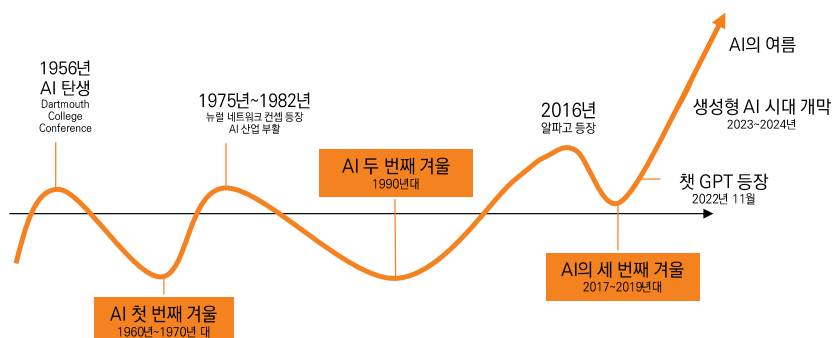 1956년
AI 탄생
Dartmouth
College
Conference
1975년~1982년
뉴럴 네트워크 컨셉 등장
AI 산업 부활
2016년
알파고 등장
AI의 여름
생성형 AI 시대 개막
2023~2024년
챗 GPT 등장
2022년 11월
AI 두 번째 겨울
1990년대
AI의 세 번째 겨울
2017~2019년대
AI 첫 번째 겨울
1960년~1970년 대